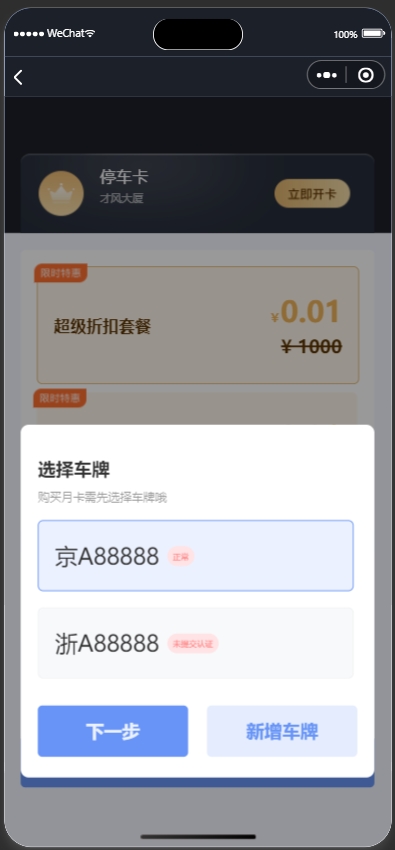 WeChat
100%
停车卡
才风大厦
立即开卡
限时特惠
超级折扣套餐
¥0.01
¥ 1000
限时特惠
选择车牌
购买月卡需先选择车牌哦
京A88888 正常
浙A88888 未提交认证
下一步
新增车牌